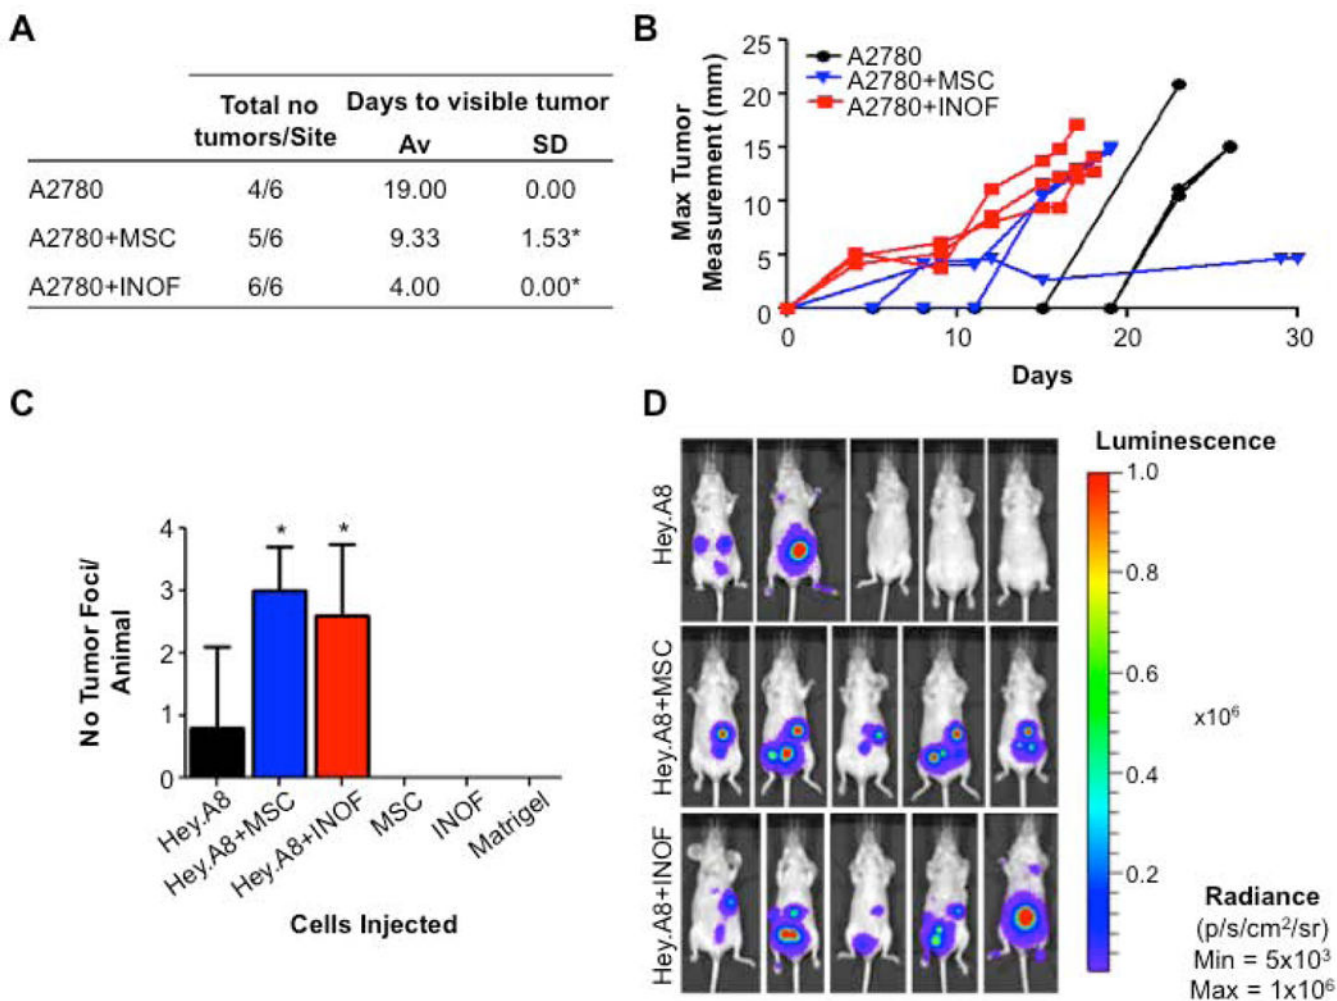 A
Total no Days to visible tumor
tumors/Site Av SD
A2780 4/6 19.00 0.00
A2780+MSC 5/6 9.33 1.53*
A2780+INOF 6/6 4.00 0.00*
B
Max Tumor
Measurement (mm)
25
20
15
10
5
0
A2780
A2780+MSC
A2780+INOF
0 10 20 30
Days
C
No Tumor Foci/
Animal
4
3
2
1
0
* *
Hey.A8 Hey.A8+MSC Hey.A8+INOF MSC INOF Matrigel
Cells Injected
D
Hey.A8
Hey.A8+MSC
Hey.A8+INOF
Luminescence
1.0
0.8
0.6
0.4
0.2
x10⁶
Radiance
(p/s/cm²/sr)
Min = 5x10³
Max = 1x10⁶